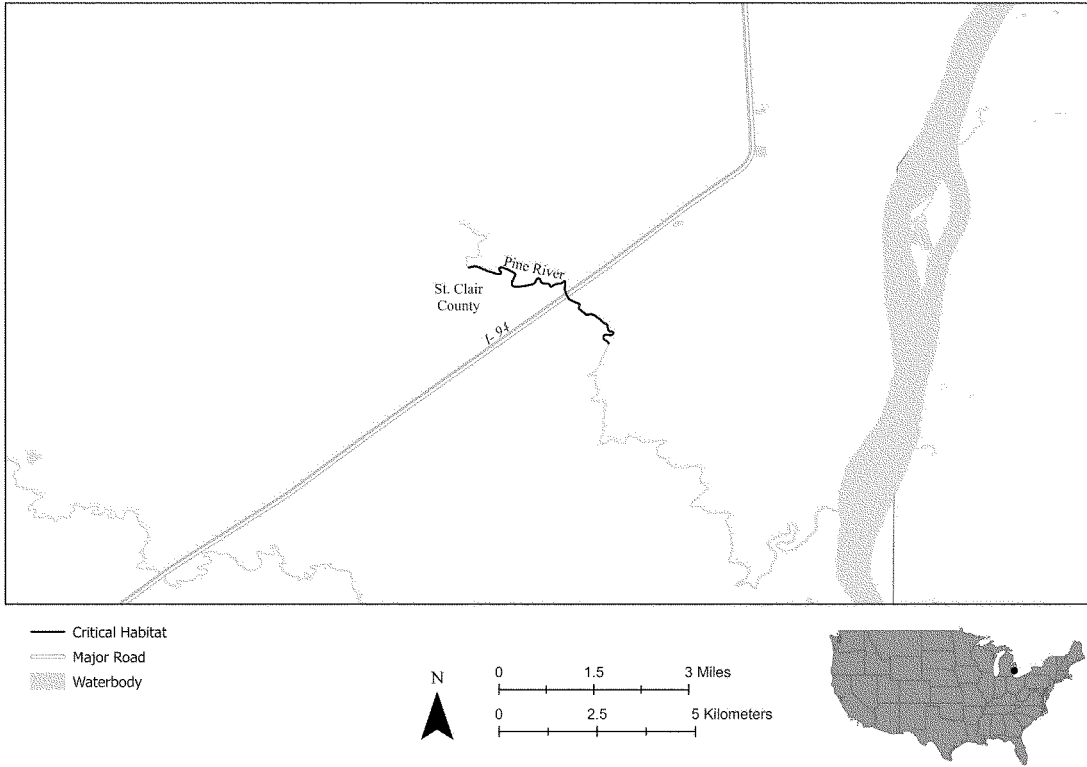 Pine River
St. Clair
County
I- 94
Critical Habitat
Major Road
Waterbody
N
0 1.5 3 Miles
0 2.5 5 Kilometers